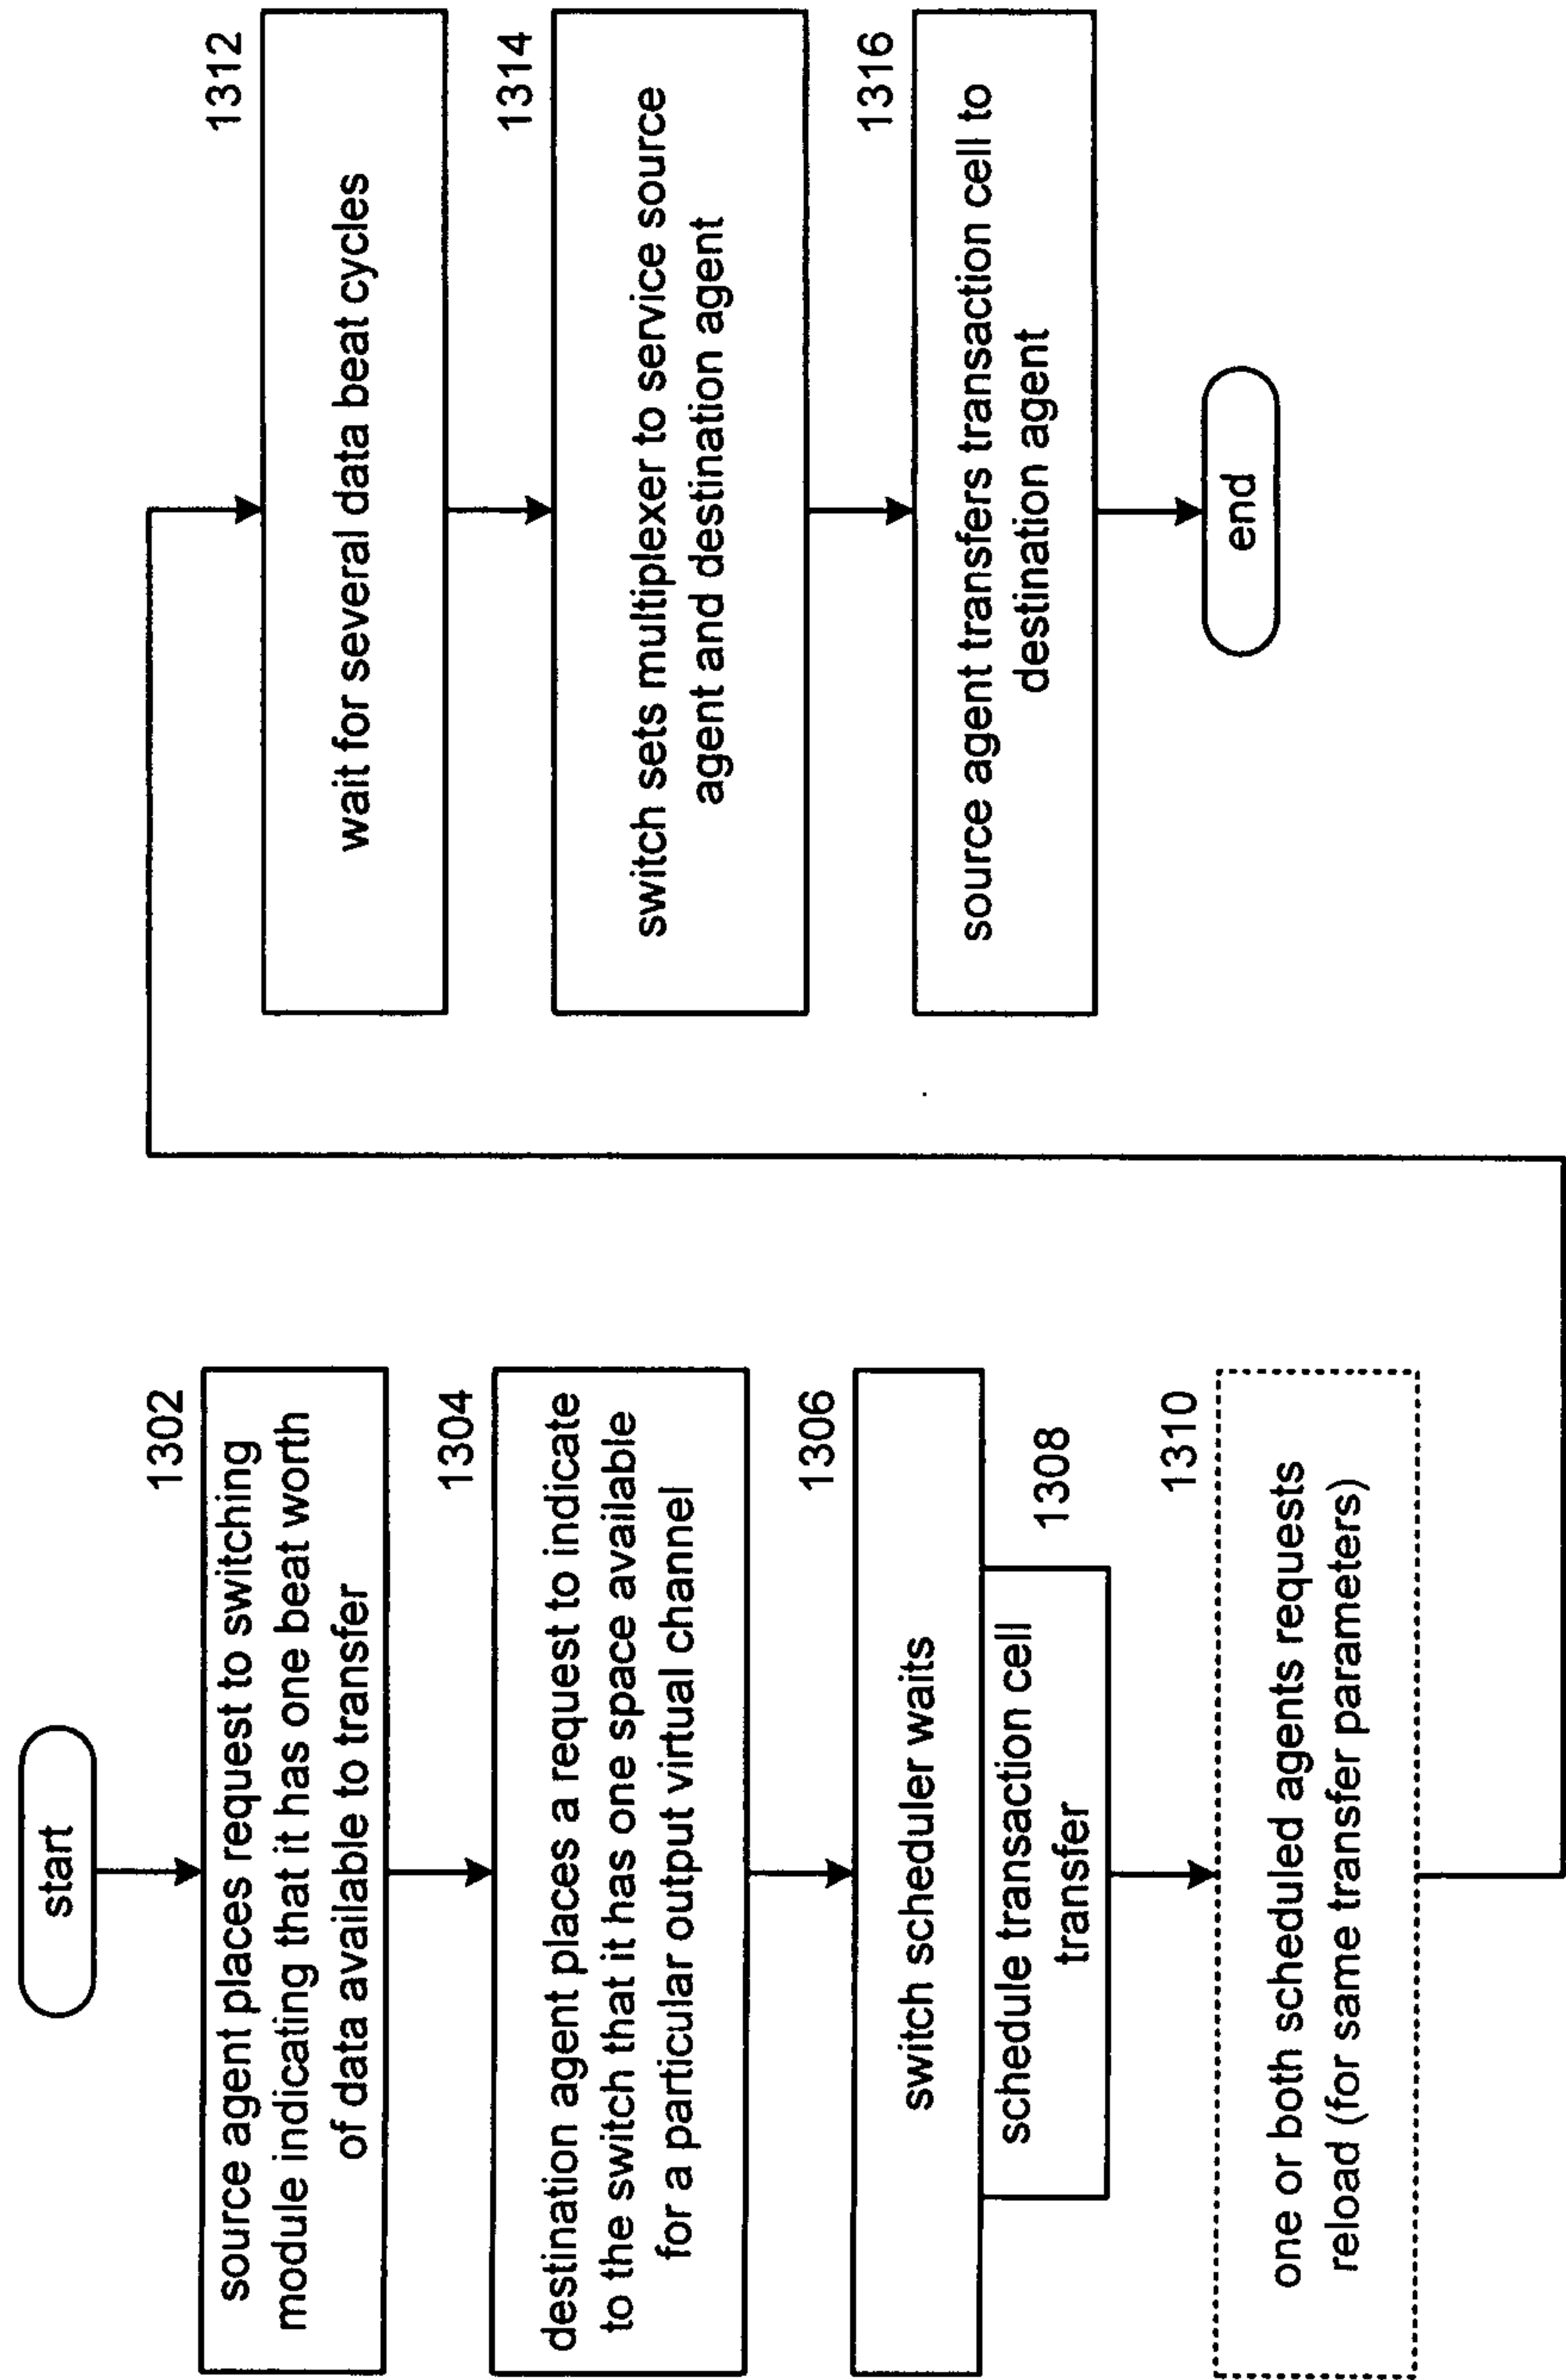 start
1302
source agent places request to switching
module indicating that it has one beat worth
of data available to transfer
1304
destination agent places a request to indicate
to the switch that it has one space available
for a particular output virtual channel
1306
switch scheduler waits
1308
schedule transaction cell
transfer
1310
one or both scheduled agents requests
reload (for same transfer parameters)
1312
wait for several data beat cycles
1314
switch sets multiplexer to service source
agent and destination agent
1316
source agent transfers transaction cell to
destination agent
end